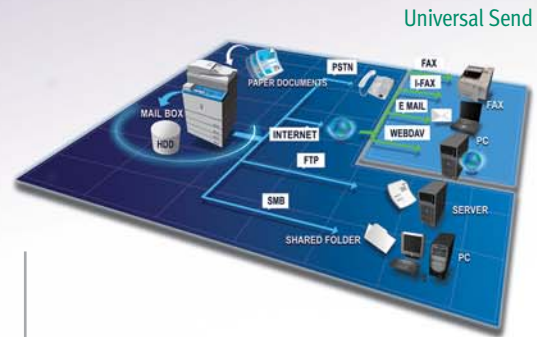 Universal Send
PAPER DOCUMENTS
MAIL BOX
HDD
PSTN
INTERNET
FTP
SMB
FAX
I-FAX
E MAIL
WEBDAV
FAX
PC
SERVER
SHARED FOLDER
PC